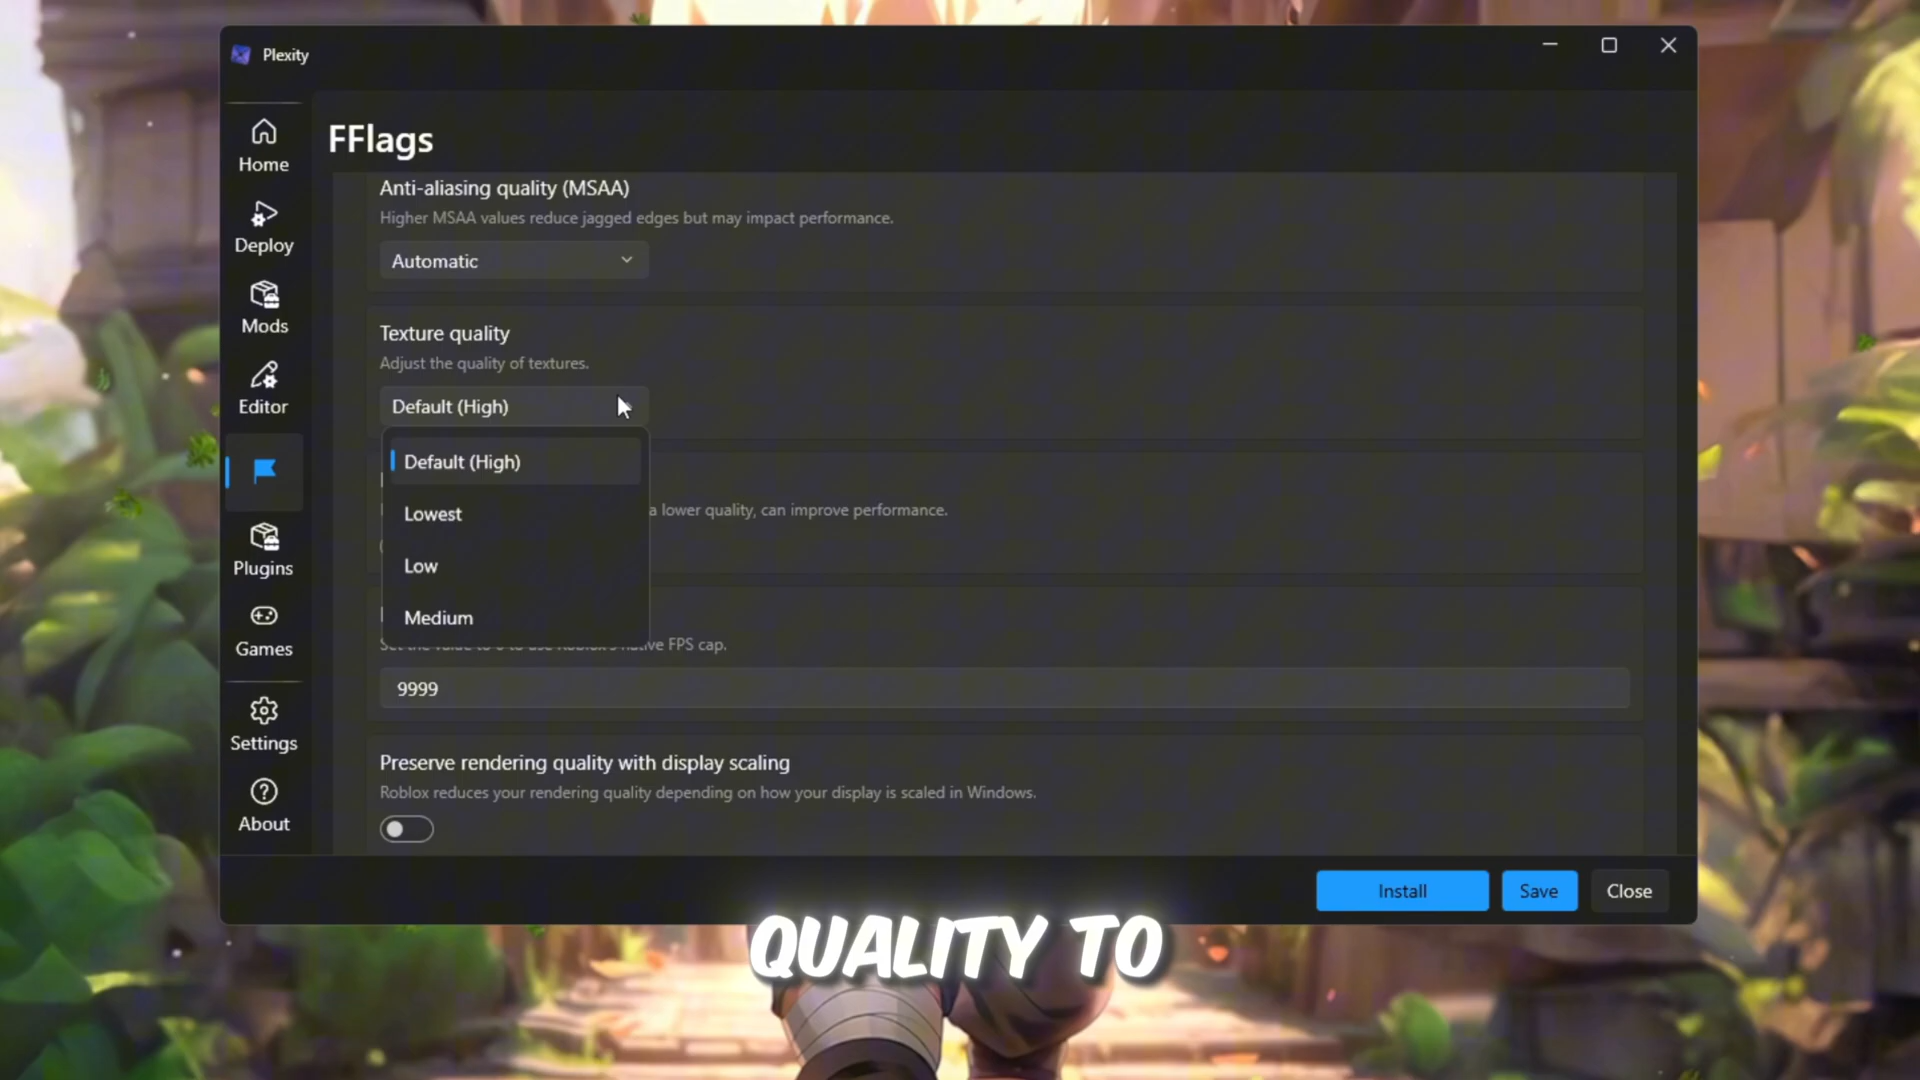 Plexity
Home
Deploy
Mods
Editor
Plugins
Games
Settings
About
FFlags
Anti-aliasing quality (MSAA)
Higher MSAA values reduce jagged edges but may impact performance.
Automatic
Texture quality
Adjust the quality of textures.
Default (High)
Default (High)
Lowest
Low
Medium
a lower quality, can improve performance.
FPS cap.
9999
Preserve rendering quality with display scaling
Roblox reduces your rendering quality depending on how your display is scaled in Windows.
Install
Save
Close
QUALITY TO